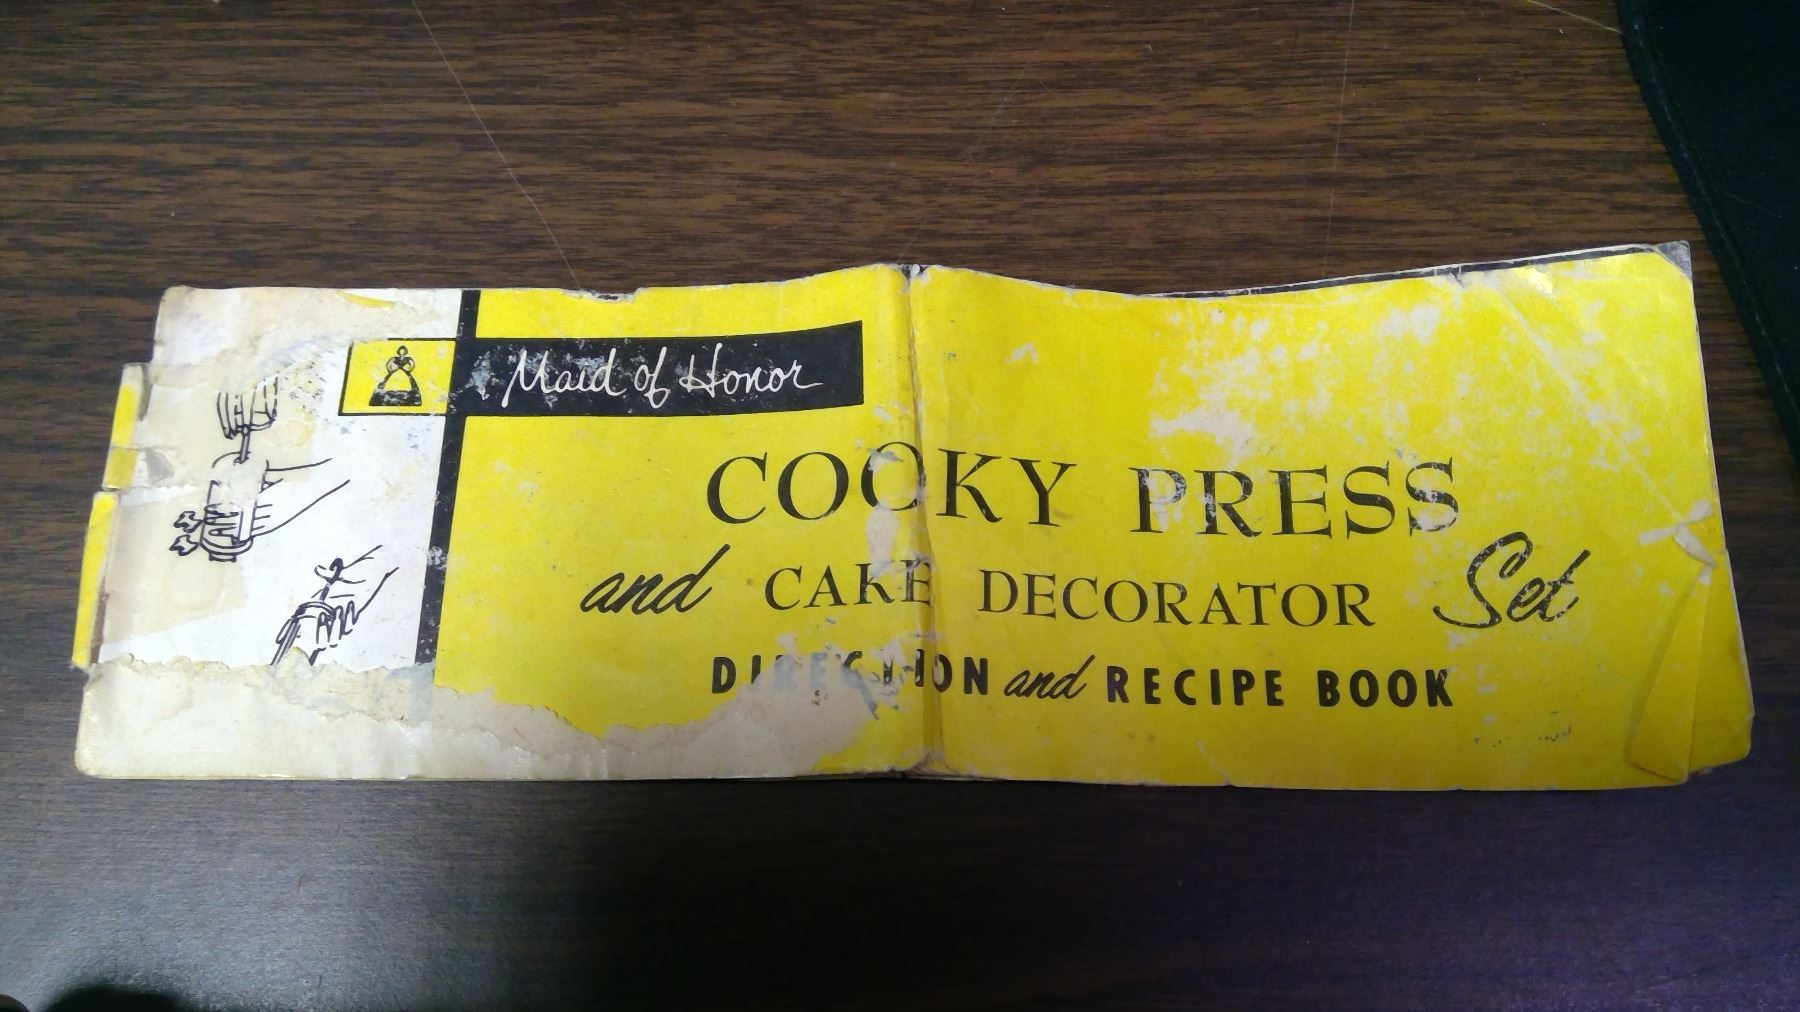 Maid of Honor
COOKY PRESS
and CAKE DECORATOR Set
DIRECTION and RECIPE BOOK